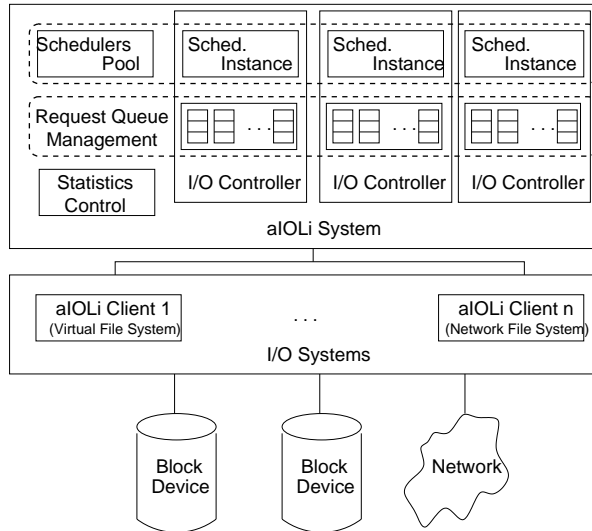 Schedulers
Pool
Sched.
Instance
Sched.
Instance
Sched.
Instance
Request Queue
Management
. . .
. . .
. . .
Statistics
Control
I/O Controller
I/O Controller
I/O Controller
aIOLi System
aIOLi Client 1
(Virtual File System)
. . .
aIOLi Client n
(Network File System)
I/O Systems
Block
Device
Block
Device
Network